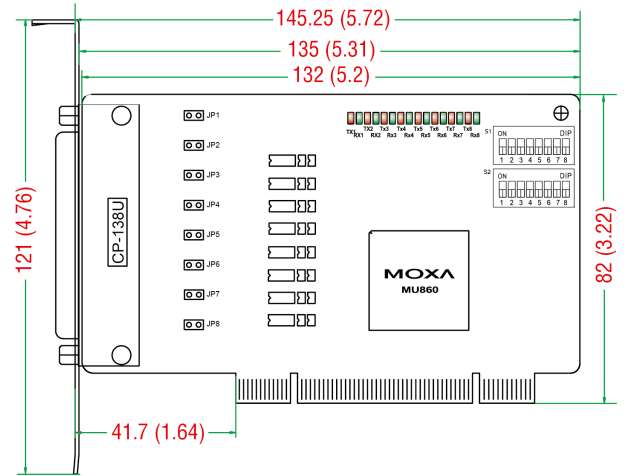 145.25 (5.72)
135 (5.31)
132 (5.2)
TX1 TX2 Tx3 Tx4 Tx5 Tx6 Tx7 Tx8
RX1 RX2 Rx3 Rx4 Rx5 Rx6 Rx7 Rx8
S1
ON DIP
1 2 3 4 5 6 7 8
S2
ON DIP
1 2 3 4 5 6 7 8
JP1
JP2
JP3
JP4
JP5
JP6
JP7
JP8
CP-138U
121 (4.76)
82 (3.22)
MOXA
MU860
41.7 (1.64)